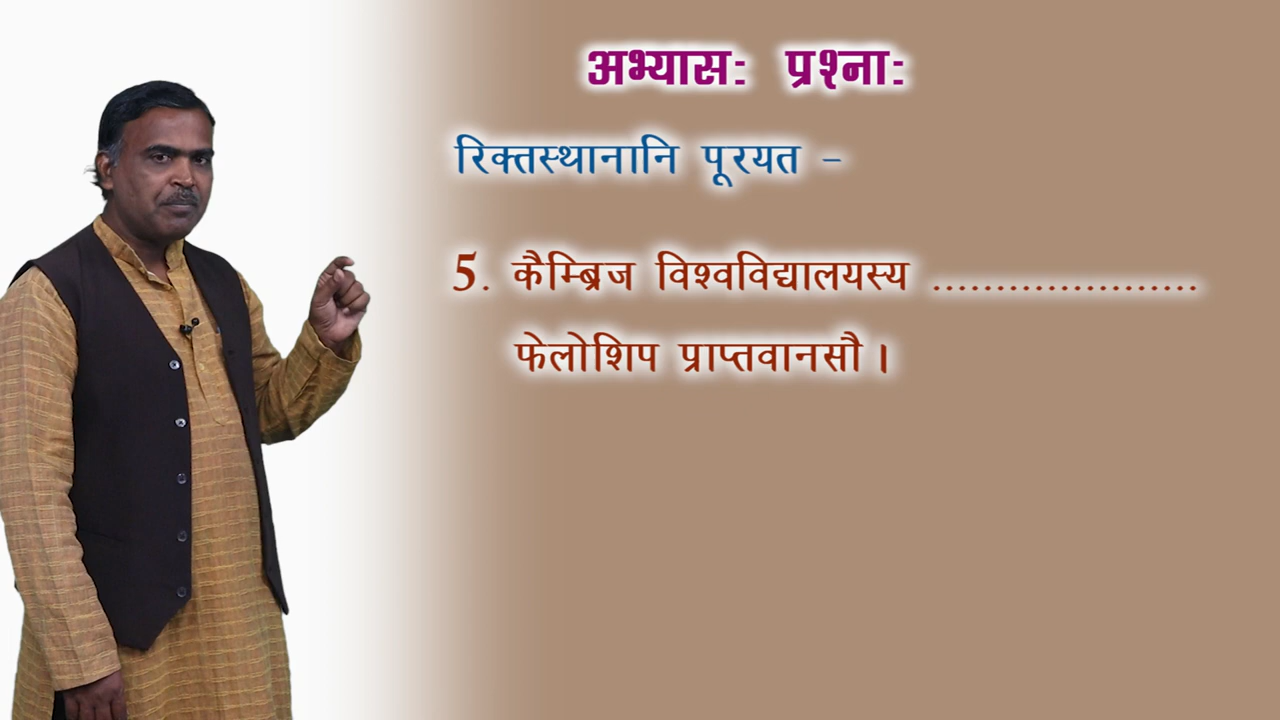 अभ्यासः प्रश्नाः
रिक्तस्थानानि पूरयत -
5. कैम्ब्रिज विश्वविद्यालयस्य .....................
फेलोशिप प्राप्तवानसौ ।